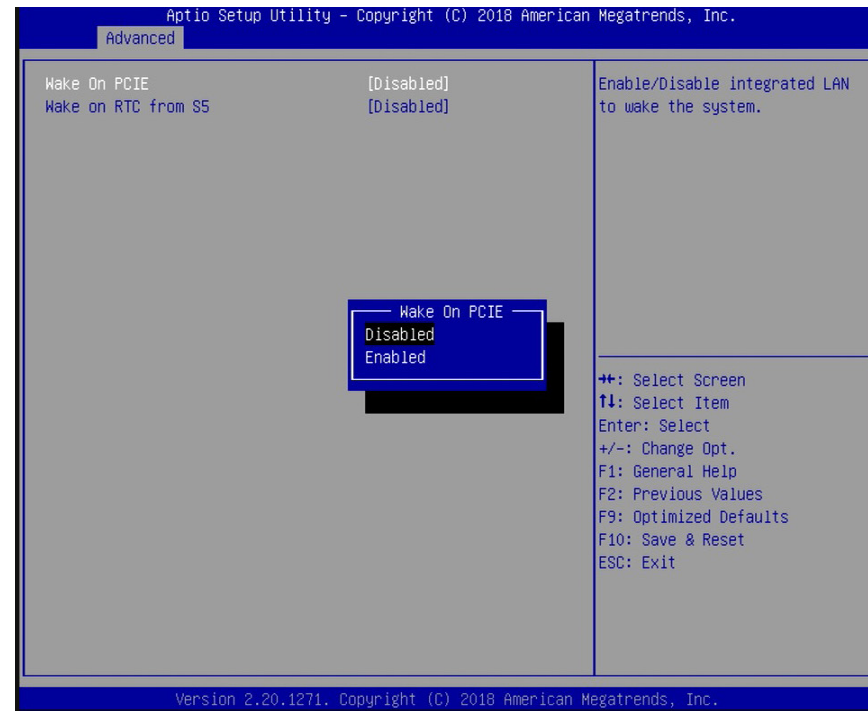 Aptio Setup Utility – Copyright (C) 2018 American Megatrends, Inc.
Advanced
Wake On PCIE [Disabled]
Wake on RTC from S5 [Disabled]
Enable/Disable integrated LAN
to wake the system.
Wake On PCIE
Disabled
Enabled
→←: Select Screen
↑↓: Select Item
Enter: Select
+/-: Change Opt.
F1: General Help
F2: Previous Values
F9: Optimized Defaults
F10: Save & Reset
ESC: Exit
Version 2.20.1271. Copyright (C) 2018 American Megatrends, Inc.